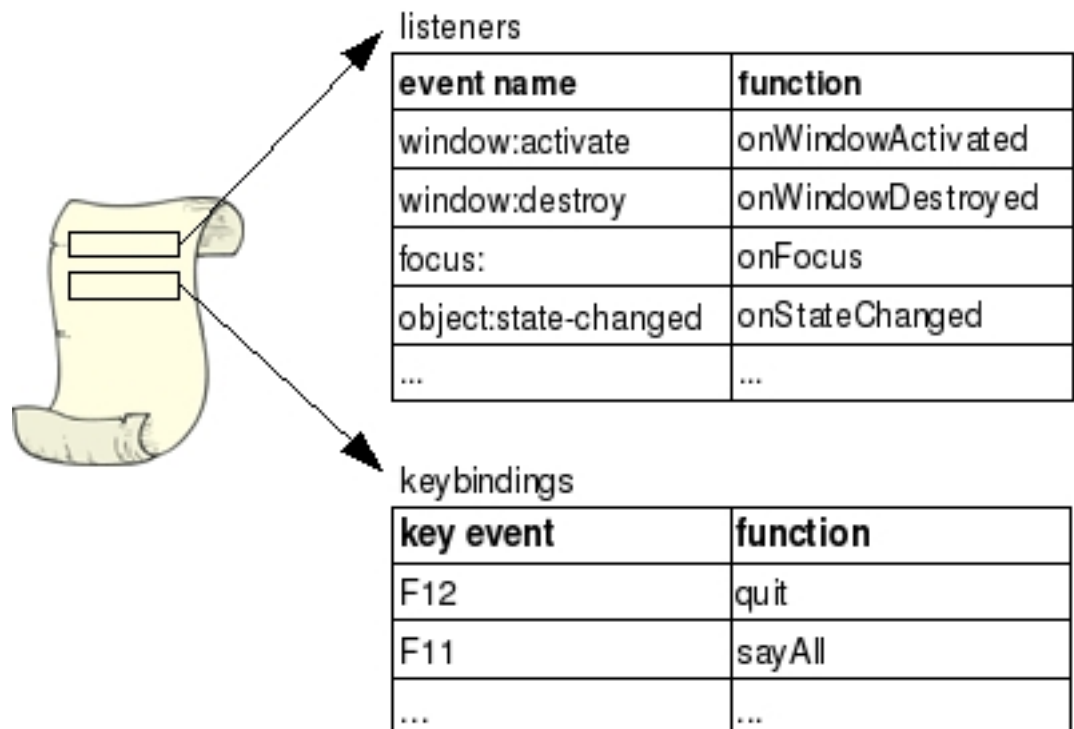 listeners
event name function
window:activate onWindowActivated
window:destroy onWindowDestroyed
focus: onFocus
object:state-changed onStateChanged
... ...
keybindings
key event function
F12 quit
F11 sayAll
... ...